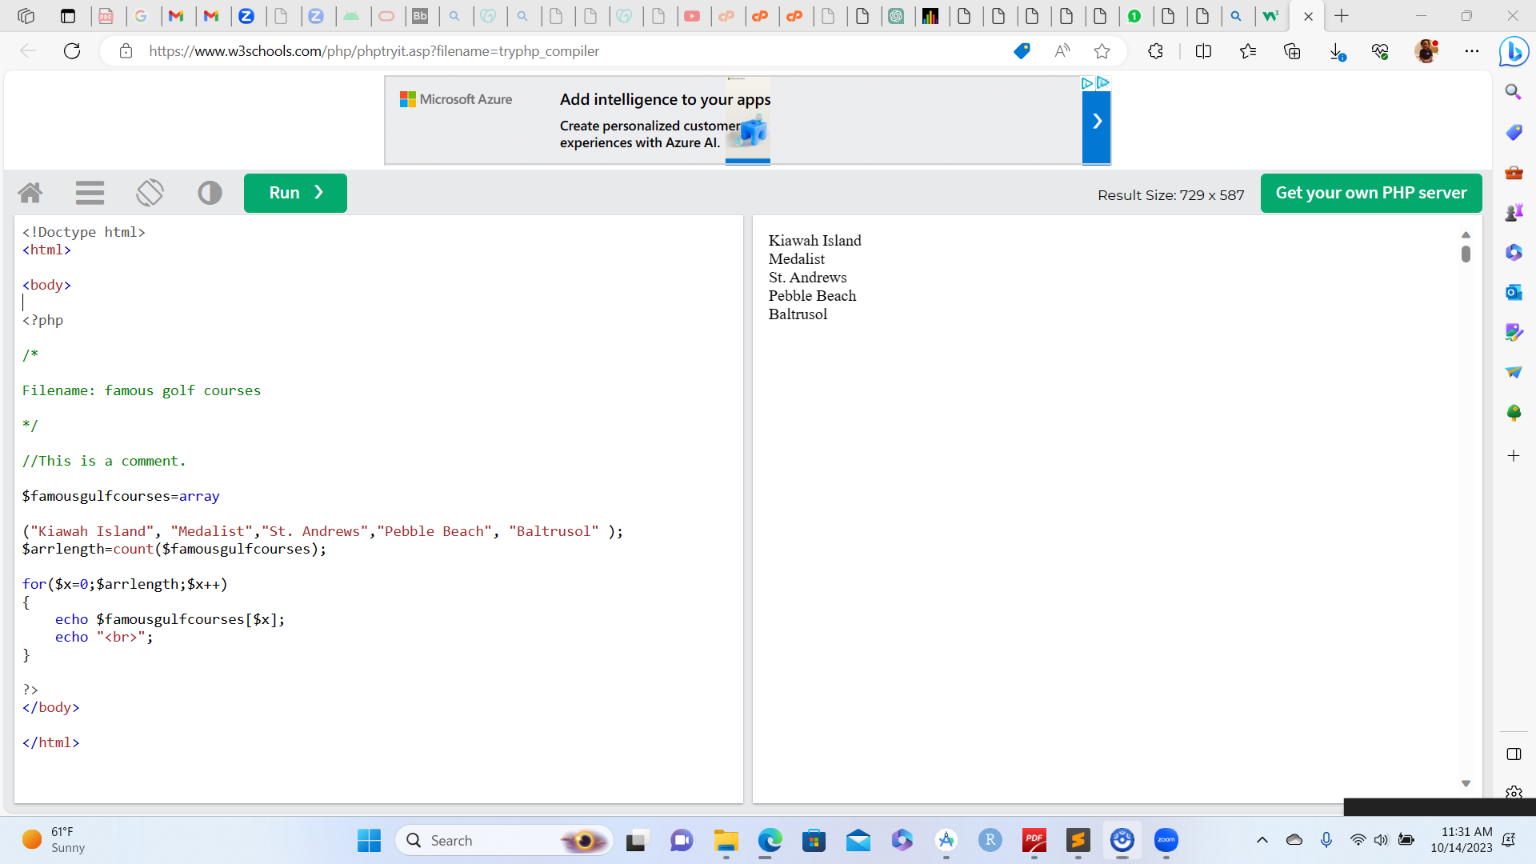 https://www.w3schools.com/php/phptryit.asp?filename=tryphp_compiler
Microsoft Azure
Add intelligence to your apps
Create personalized customer
experiences with Azure AI.
Run ❯
Result Size: 729 x 587
Get your own PHP server
<!Doctype html>
<html>
<body>
<?php
/*
Filename: famous golf courses
*/
//This is a comment.
$famousgulfcourses=array
("Kiawah Island", "Medalist","St. Andrews","Pebble Beach", "Baltrusol" );
$arrlength=count($famousgulfcourses);
for($x=0;$arrlength;$x++)
{
    echo $famousgulfcourses[$x];
    echo "<br>";
}
?>
</body>
</html>
Kiawah Island
Medalist
St. Andrews
Pebble Beach
Baltrusol
61°F
Sunny
Search
11:31 AM
10/14/2023